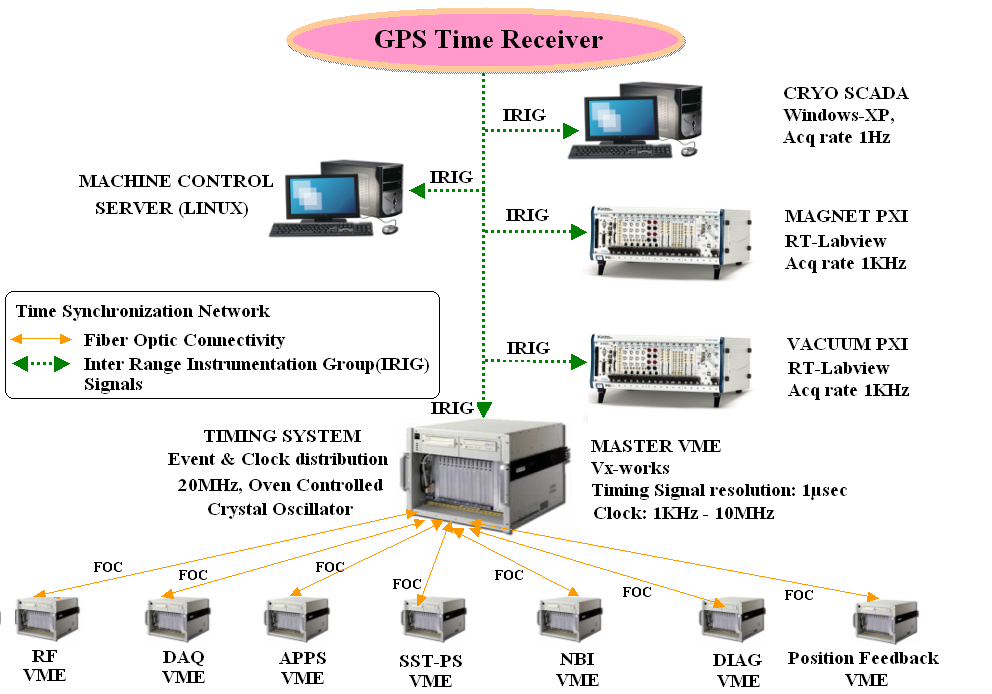 GPS Time Receiver
IRIG
CRYO SCADA
Windows-XP,
Acq rate 1Hz
MACHINE CONTROL
SERVER (LINUX)
IRIG
IRIG
MAGNET PXI
RT-Labview
Acq rate 1KHz
Time Synchronization Network
Fiber Optic Connectivity
Inter Range Instrumentation Group(IRIG)
Signals
IRIG
VACUUM PXI
RT-Labview
Acq rate 1KHz
IRIG
TIMING SYSTEM
Event & Clock distribution
20MHz, Oven Controlled
Crystal Oscillator
MASTER VME
Vx-works
Timing Signal resolution: 1µsec
Clock: 1KHz - 10MHz
FOC
FOC
FOC
FOC
FOC
FOC
FOC
RF
VME
DAQ
VME
APPS
VME
SST-PS
VME
NBI
VME
DIAG
VME
Position Feedback
VME